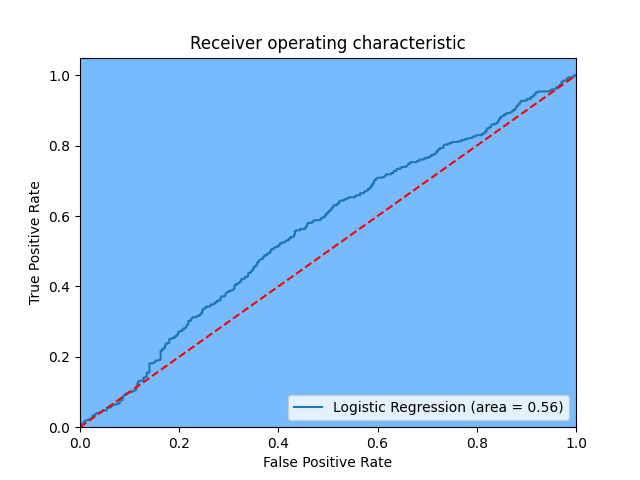 Receiver operating characteristic
True Positive Rate
1.0
0.8
0.6
0.4
0.2
0.0
Logistic Regression (area = 0.56)
0.0 0.2 0.4 0.6 0.8 1.0
False Positive Rate